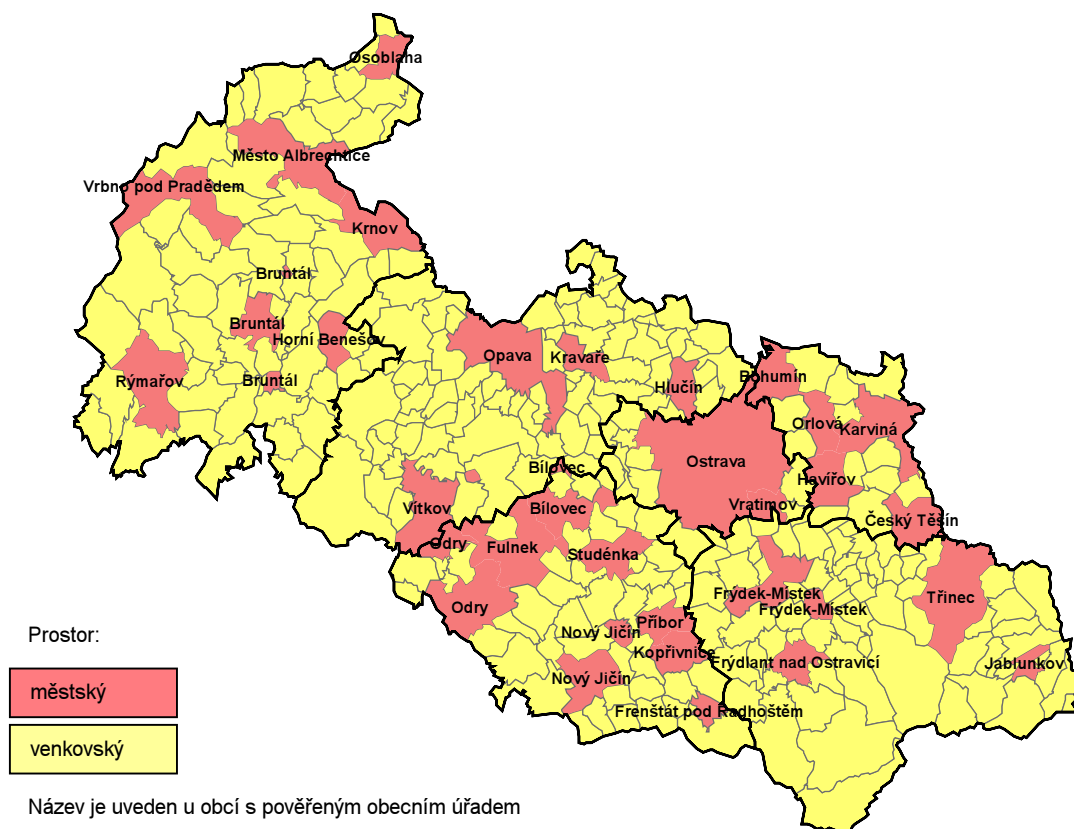 Osoblaha
Město Albrechtice
Vrbno pod Pradědem
Krnov
Bruntál
Bruntál
Horní Benešov
Opava
Kravaře
Rýmařov
Bruntál
Hlučín
Bohumín
Orlová
Karviná
Ostrava
Bílovec
Havířov
Vítkov
Bílovec
Vratimov
Český Těšín
Odry
Fulnek
Studénka
Odry
Frýdek-Místek
Frýdek-Místek
Třinec
Nový Jičín
Příbor
Kopřivnice
Frýdlant nad Ostravicí
Jablunkov
Nový Jičín
Frenštát pod Radhoštěm
Prostor:
městský
venkovský
Název je uveden u obcí s pověřeným obecním úřadem